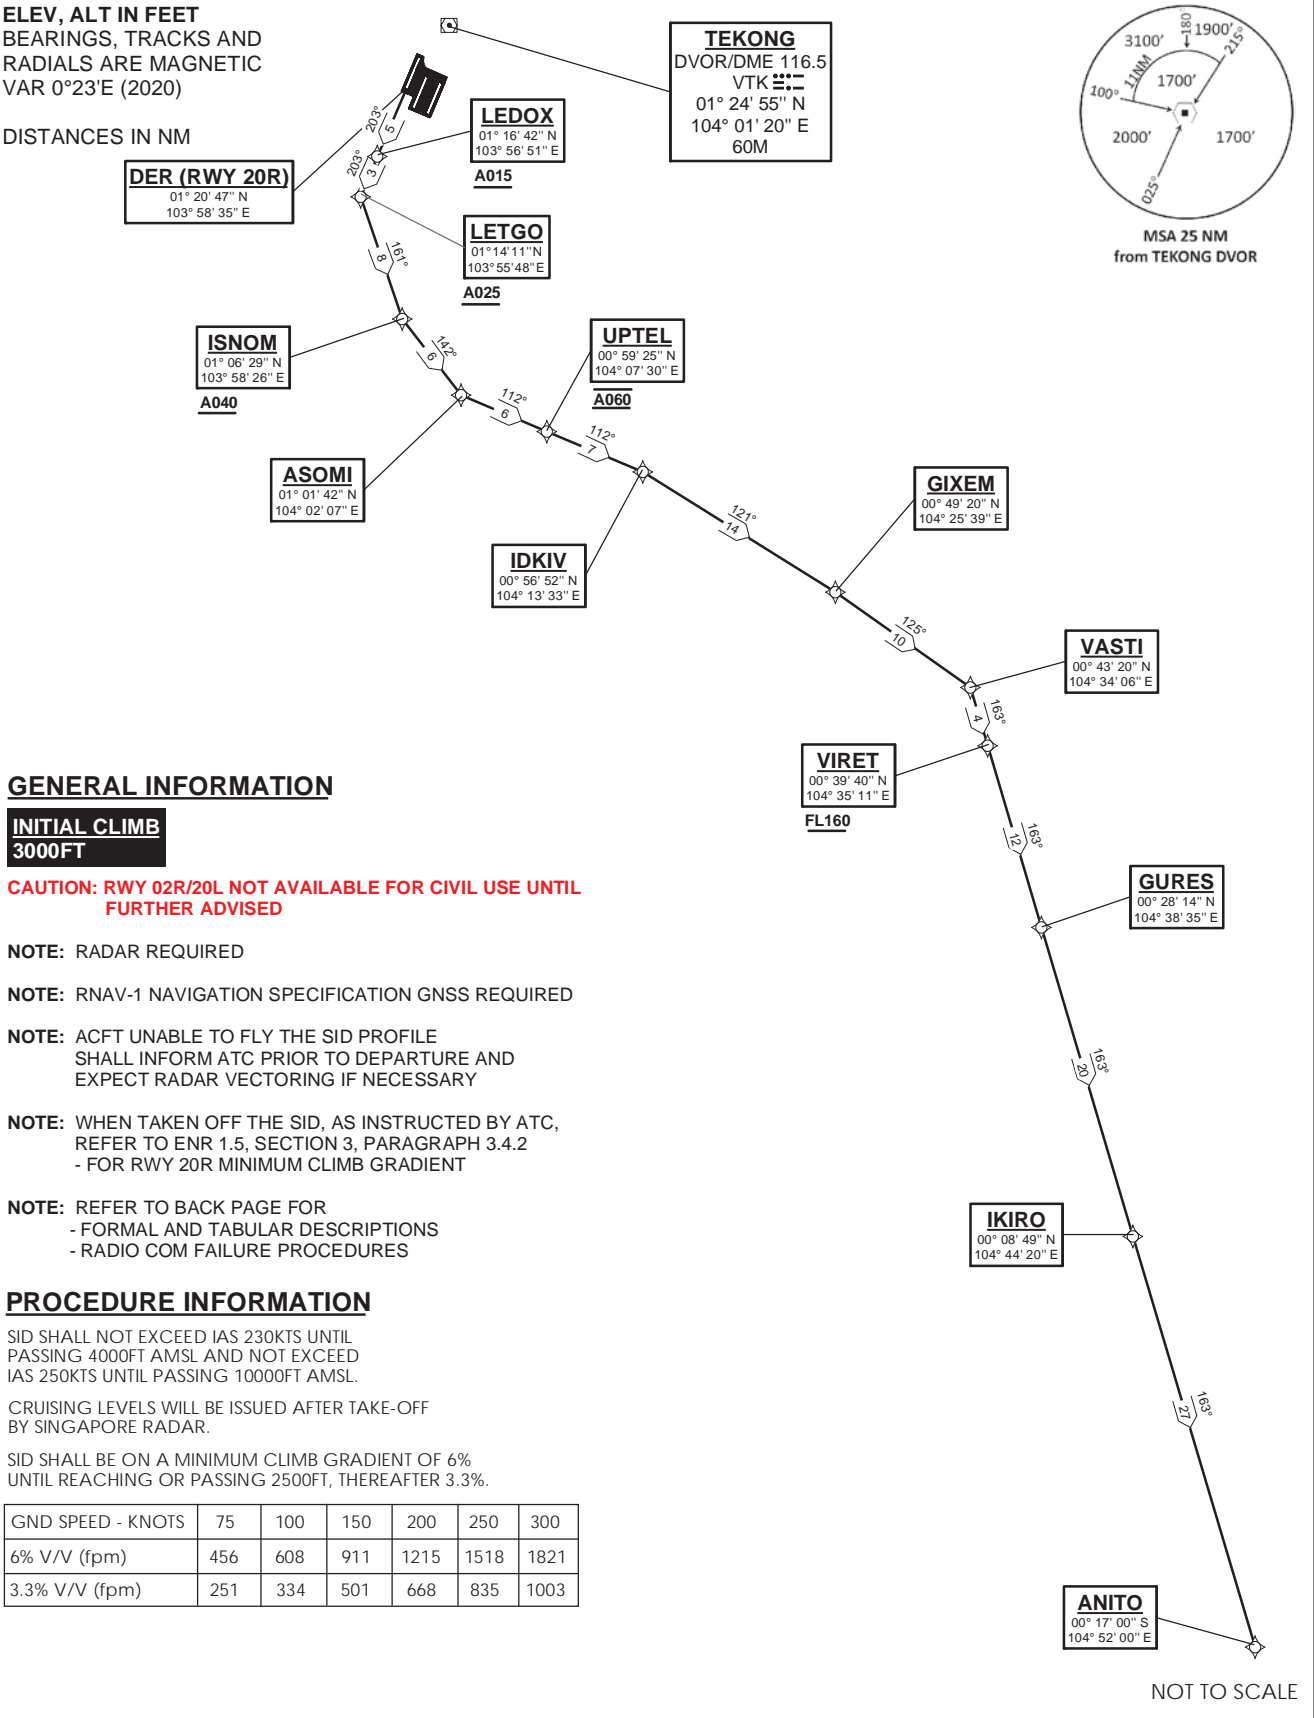 ELEV, ALT IN FEET
BEARINGS, TRACKS AND
RADIALS ARE MAGNETIC
VAR 0°23'E (2020)
DISTANCES IN NM
TEKONG
DVOR/DME 116.5
VTK
01° 24' 55" N
104° 01' 20" E
60M
3100'
180°
1900'
215°
11NM
1700'
100°
2000'
1700'
025°
MSA 25 NM
from TEKONG DVOR
DER (RWY 20R)
01° 20' 47" N
103° 58' 35" E
203°
5
LEDOX
01° 16' 42" N
103° 56' 51" E
A015
203°
3
LETGO
01°14'11"N
103°55'48"E
A025
161°
8
ISNOM
01° 06' 29" N
103° 58' 26" E
A040
142°
6
UPTEL
00° 59' 25" N
104° 07' 30" E
A060
112°
6
112°
7
ASOMI
01° 01' 42" N
104° 02' 07" E
IDKIV
00° 56' 52" N
104° 13' 33" E
121°
14
GIXEM
00° 49' 20" N
104° 25' 39" E
125°
10
VASTI
00° 43' 20" N
104° 34' 06" E
163°
4
VIRET
00° 39' 40" N
104° 35' 11" E
FL160
163°
12
GURES
00° 28' 14" N
104° 38' 35" E
163°
20
IKIRO
00° 08' 49" N
104° 44' 20" E
163°
27
ANITO
00° 17' 00" S
104° 52' 00" E
NOT TO SCALE
GENERAL INFORMATION
INITIAL CLIMB
3000FT
CAUTION: RWY 02R/20L NOT AVAILABLE FOR CIVIL USE UNTIL
FURTHER ADVISED
NOTE: RADAR REQUIRED
NOTE: RNAV-1 NAVIGATION SPECIFICATION GNSS REQUIRED
NOTE: ACFT UNABLE TO FLY THE SID PROFILE
SHALL INFORM ATC PRIOR TO DEPARTURE AND
EXPECT RADAR VECTORING IF NECESSARY
NOTE: WHEN TAKEN OFF THE SID, AS INSTRUCTED BY ATC,
REFER TO ENR 1.5, SECTION 3, PARAGRAPH 3.4.2
- FOR RWY 20R MINIMUM CLIMB GRADIENT
NOTE: REFER TO BACK PAGE FOR
- FORMAL AND TABULAR DESCRIPTIONS
- RADIO COM FAILURE PROCEDURES
PROCEDURE INFORMATION
SID SHALL NOT EXCEED IAS 230KTS UNTIL
PASSING 4000FT AMSL AND NOT EXCEED
IAS 250KTS UNTIL PASSING 10000FT AMSL.
CRUISING LEVELS WILL BE ISSUED AFTER TAKE-OFF
BY SINGAPORE RADAR.
SID SHALL BE ON A MINIMUM CLIMB GRADIENT OF 6%
UNTIL REACHING OR PASSING 2500FT, THEREAFTER 3.3%.
GND SPEED - KNOTS 75 100 150 200 250 300
6% V/V (fpm) 456 608 911 1215 1518 1821
3.3% V/V (fpm) 251 334 501 668 835 1003